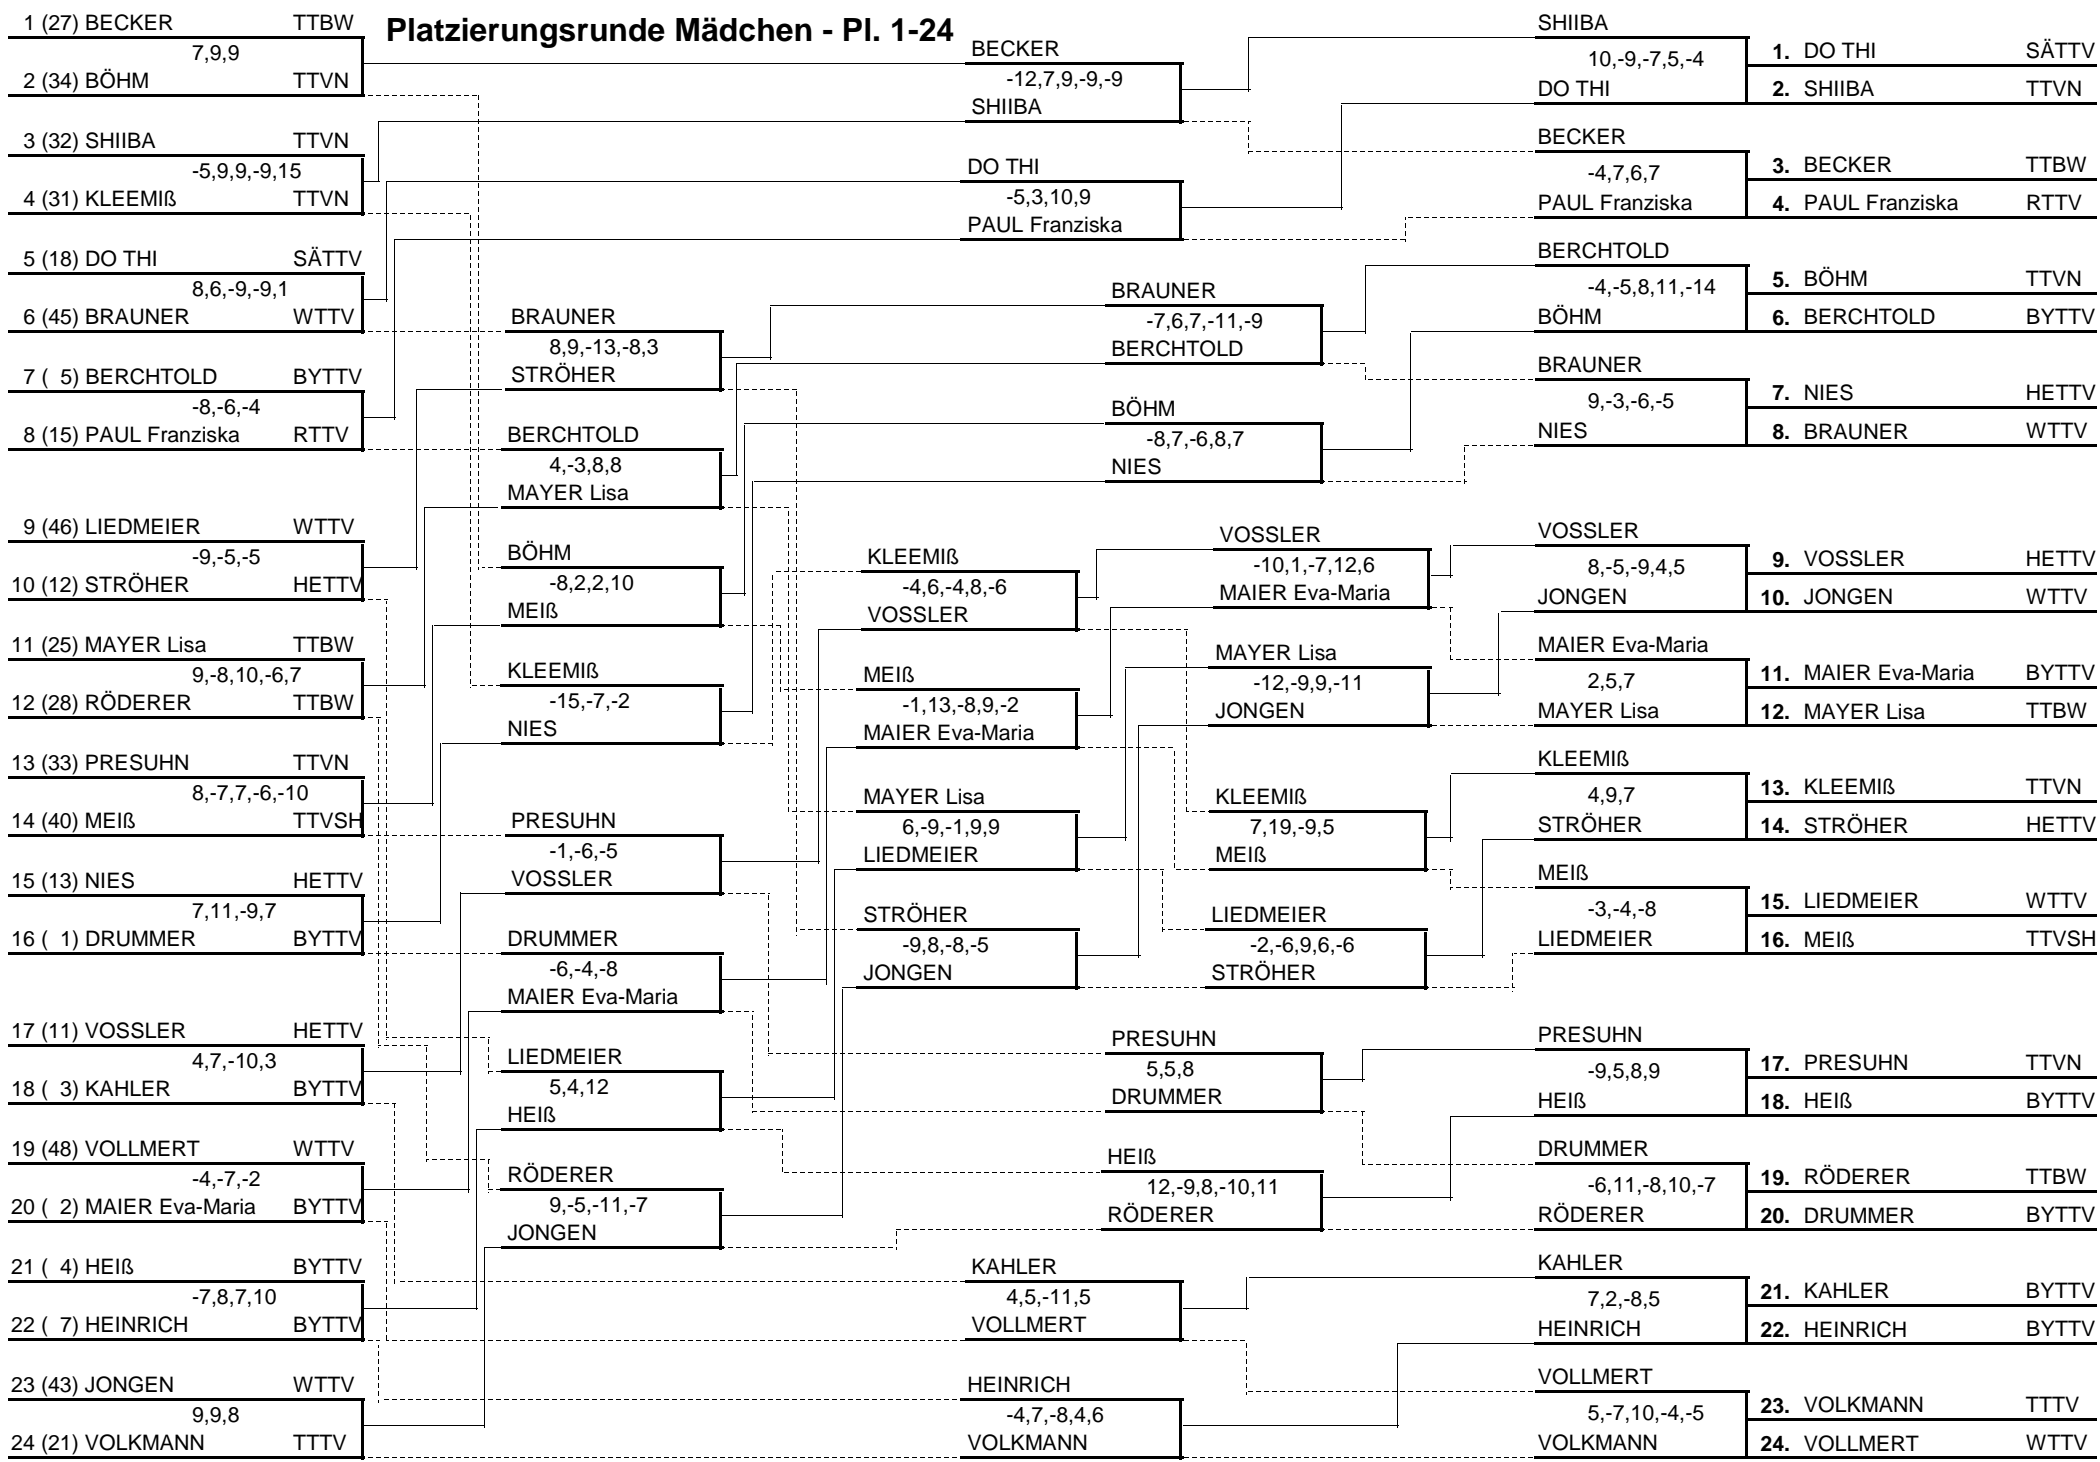 Platzierungsrunde Mädchen - Pl. 1-24
1 (27) BECKER TTBW
7,9,9
2 (34) BÖHM TTVN
3 (32) SHIIBA TTVN
-5,9,9,-9,15
4 (31) KLEEMIß TTVN
5 (18) DO THI SÄTTV
8,6,-9,-9,1
6 (45) BRAUNER WTTV
7 ( 5) BERCHTOLD BYTTV
-8,-6,-4
8 (15) PAUL Franziska RTTV
9 (46) LIEDMEIER WTTV
-9,-5,-5
10 (12) STRÖHER HETTV
11 (25) MAYER Lisa TTBW
9,-8,10,-6,7
12 (28) RÖDERER TTBW
13 (33) PRESUHN TTVN
8,-7,7,-6,-10
14 (40) MEIß TTVSH
15 (13) NIES HETTV
7,11,-9,7
16 ( 1) DRUMMER BYTTV
17 (11) VOSSLER HETTV
4,7,-10,3
18 ( 3) KAHLER BYTTV
19 (48) VOLLMERT WTTV
-4,-7,-2
20 ( 2) MAIER Eva-Maria BYTTV
21 ( 4) HEIß BYTTV
-7,8,7,10
22 ( 7) HEINRICH BYTTV
23 (43) JONGEN WTTV
9,9,8
24 (21) VOLKMANN TTTV
BRAUNER
8,9,-13,-8,3
STRÖHER
BERCHTOLD
4,-3,8,8
MAYER Lisa
BÖHM
-8,2,2,10
MEIß
KLEEMIß
-15,-7,-2
NIES
PRESUHN
-1,-6,-5
VOSSLER
DRUMMER
-6,-4,-8
MAIER Eva-Maria
LIEDMEIER
5,4,12
HEIß
RÖDERER
9,-5,-11,-7
JONGEN
KLEEMIß
-4,6,-4,8,-6
VOSSLER
MEIß
-1,13,-8,9,-2
MAIER Eva-Maria
MAYER Lisa
6,-9,-1,9,9
LIEDMEIER
STRÖHER
-9,8,-8,-5
JONGEN
BECKER
-12,7,9,-9,-9
SHIIBA
DO THI
-5,3,10,9
PAUL Franziska
BRAUNER
-7,6,7,-11,-9
BERCHTOLD
BÖHM
-8,7,-6,8,7
NIES
VOSSLER
-10,1,-7,12,6
MAIER Eva-Maria
MAYER Lisa
-12,-9,9,-11
JONGEN
KLEEMIß
7,19,-9,5
MEIß
LIEDMEIER
-2,-6,9,6,-6
STRÖHER
PRESUHN
5,5,8
DRUMMER
HEIß
12,-9,8,-10,11
RÖDERER
KAHLER
4,5,-11,5
VOLLMERT
HEINRICH
-4,7,-8,4,6
VOLKMANN
SHIIBA
10,-9,-7,5,-4
DO THI
BECKER
-4,7,6,7
PAUL Franziska
BERCHTOLD
-4,-5,8,11,-14
BÖHM
BRAUNER
9,-3,-6,-5
NIES
VOSSLER
8,-5,-9,4,5
JONGEN
MAIER Eva-Maria
2,5,7
MAYER Lisa
KLEEMIß
4,9,7
STRÖHER
MEIß
-3,-4,-8
LIEDMEIER
PRESUHN
-9,5,8,9
HEIß
DRUMMER
-6,11,-8,10,-7
RÖDERER
KAHLER
7,2,-8,5
HEINRICH
VOLLMERT
5,-7,10,-4,-5
VOLKMANN
1. DO THI SÄTTV
2. SHIIBA TTVN
3. BECKER TTBW
4. PAUL Franziska RTTV
5. BÖHM TTVN
6. BERCHTOLD BYTTV
7. NIES HETTV
8. BRAUNER WTTV
9. VOSSLER HETTV
10. JONGEN WTTV
11. MAIER Eva-Maria BYTTV
12. MAYER Lisa TTBW
13. KLEEMIß TTVN
14. STRÖHER HETTV
15. LIEDMEIER WTTV
16. MEIß TTVSH
17. PRESUHN TTVN
18. HEIß BYTTV
19. RÖDERER TTBW
20. DRUMMER BYTTV
21. KAHLER BYTTV
22. HEINRICH BYTTV
23. VOLKMANN TTTV
24. VOLLMERT WTTV